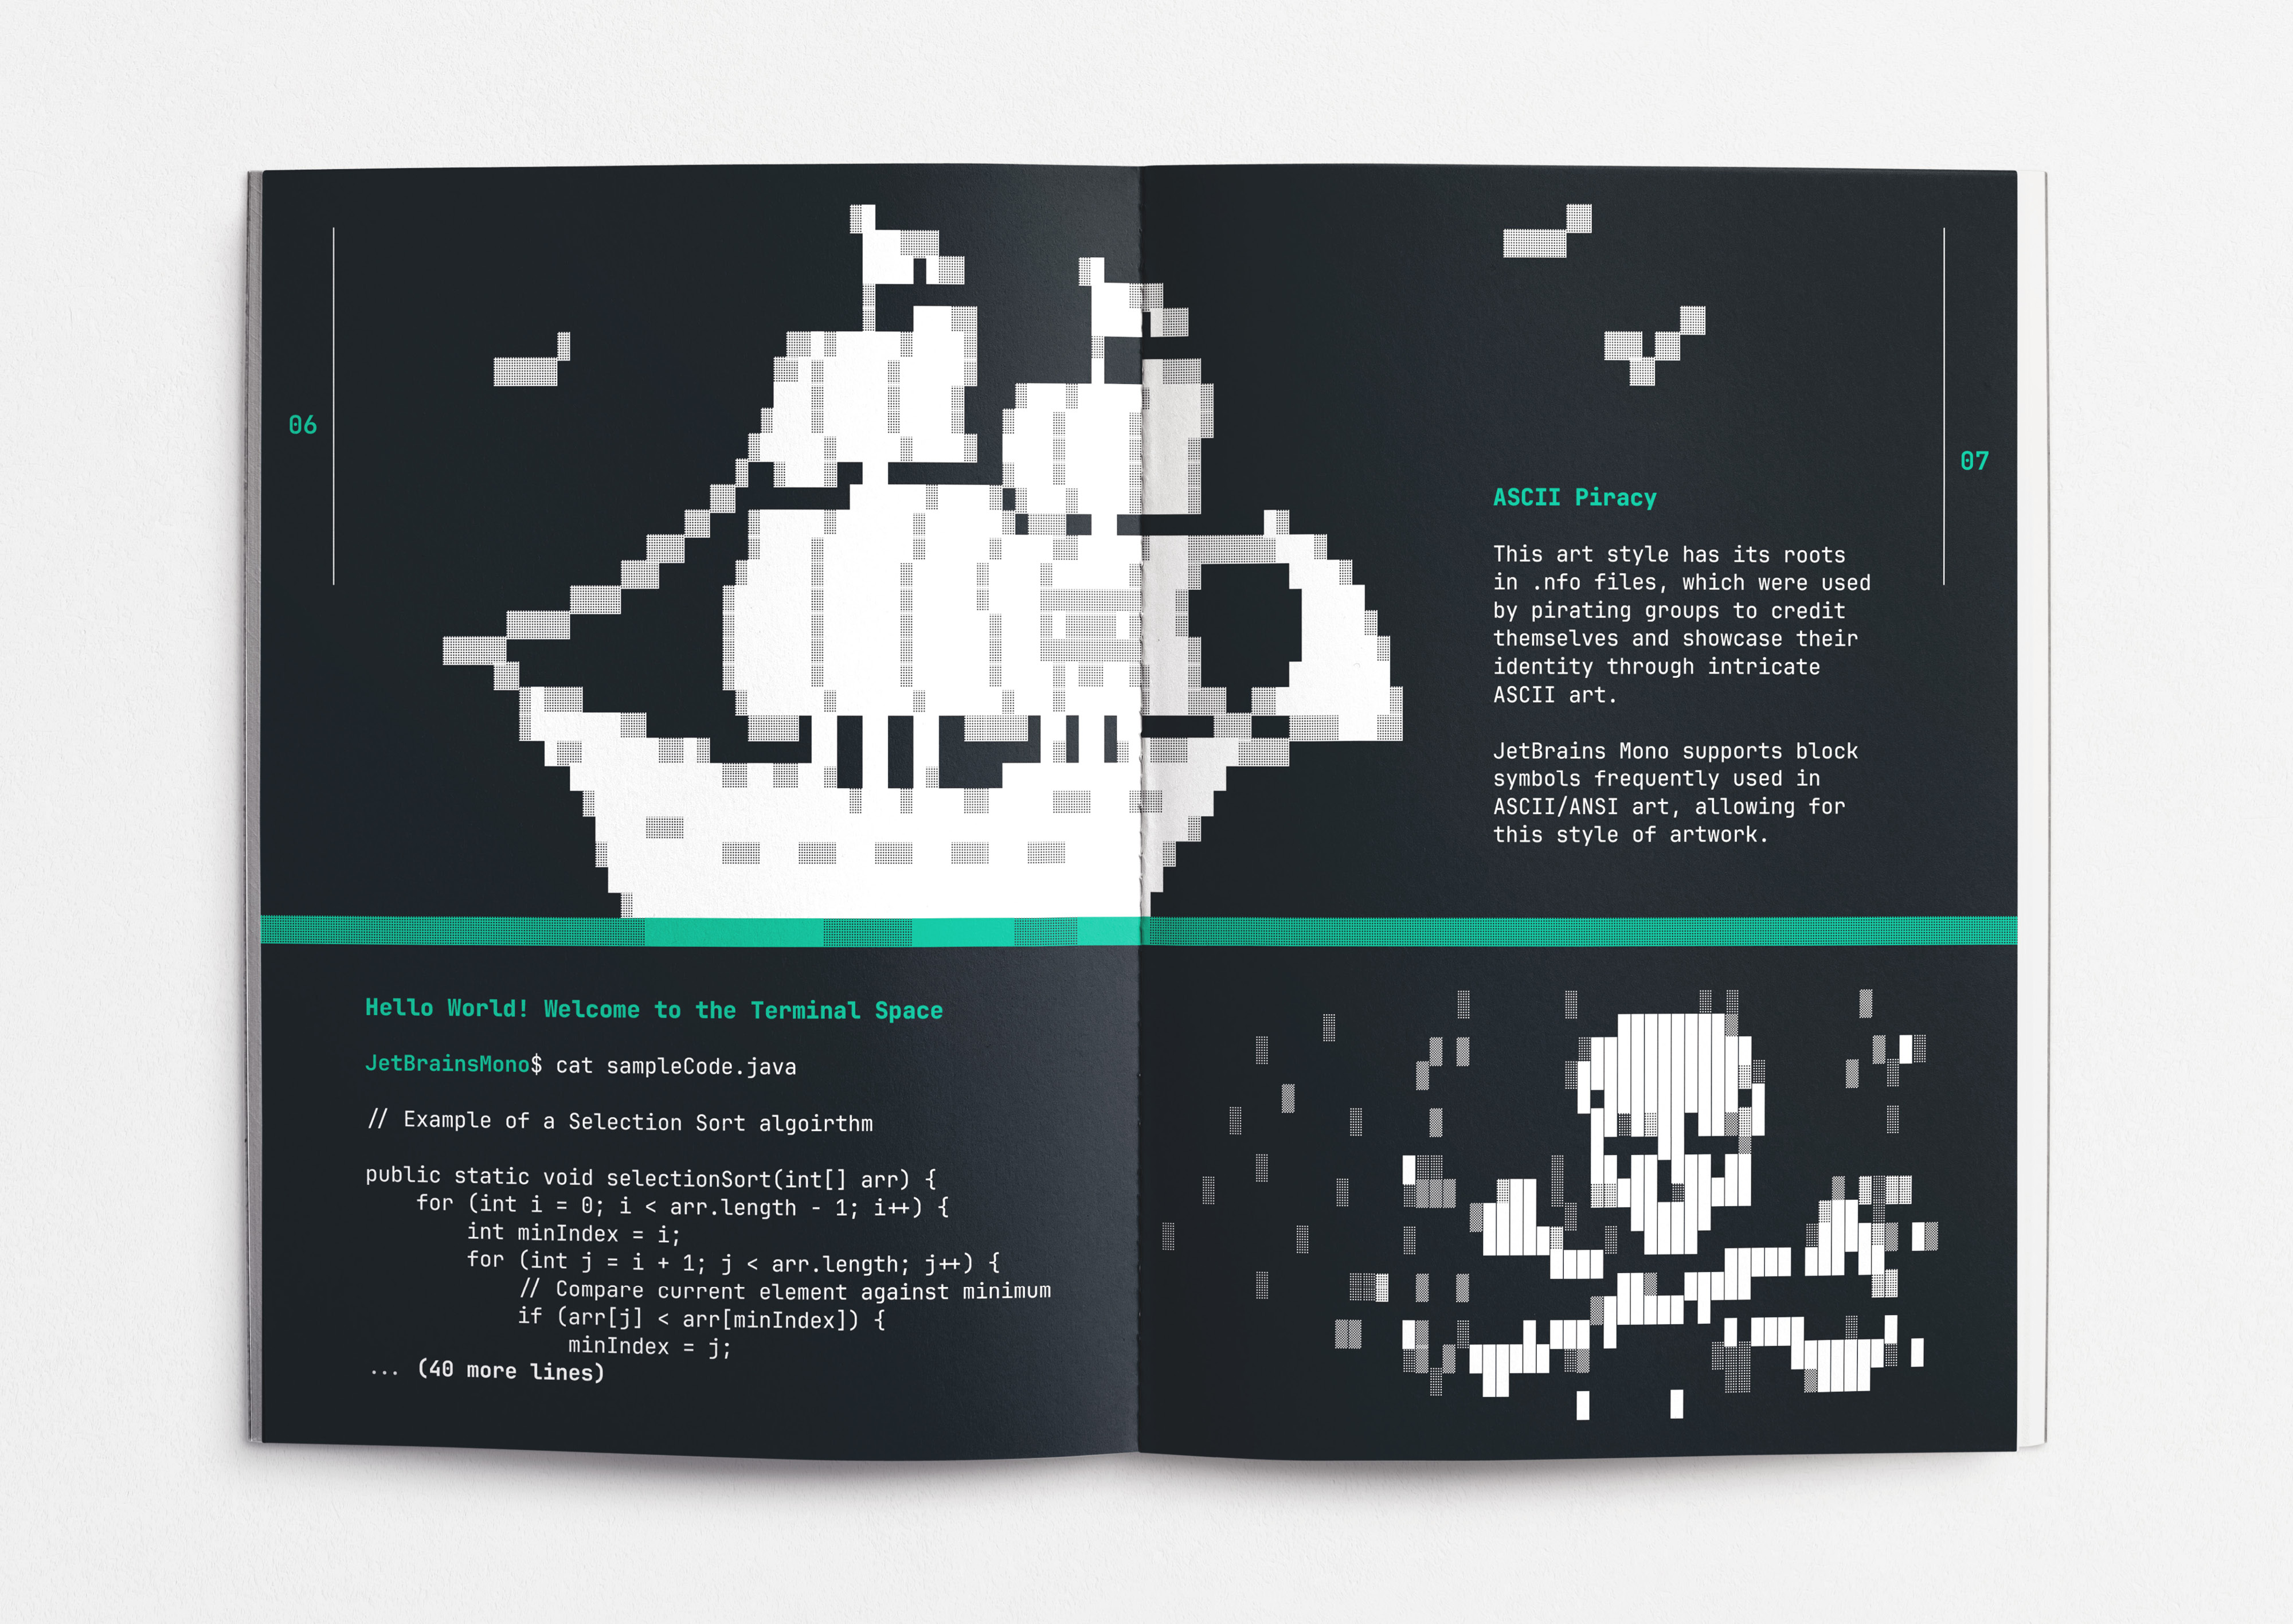 06
Hello World! Welcome to the Terminal Space
JetBrainsMono$ cat sampleCode.java
// Example of a Selection Sort algoirthm
public static void selectionSort(int[] arr) {
    for (int i = 0; i < arr.length - 1; i++) {
        int minIndex = i;
        for (int j = i + 1; j < arr.length; j++) {
            // Compare current element against minimum
            if (arr[j] < arr[minIndex]) {
                minIndex = j;
... (40 more lines)
07
ASCII Piracy
This art style has its roots
in .nfo files, which were used
by pirating groups to credit
themselves and showcase their
identity through intricate
ASCII art.
JetBrains Mono supports block
symbols frequently used in
ASCII/ANSI art, allowing for
this style of artwork.